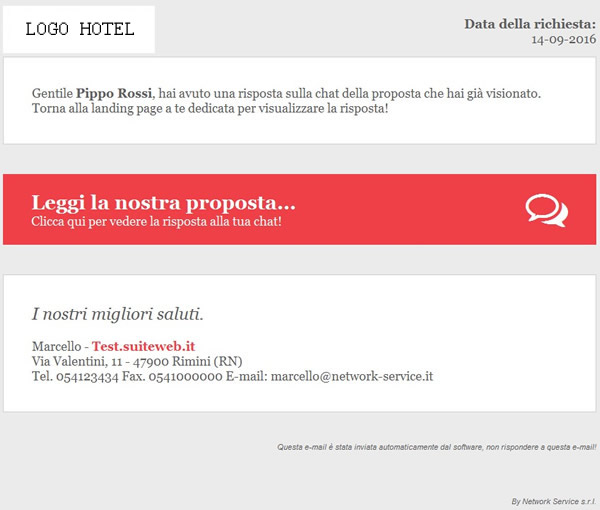 LOGO HOTEL
Data della richiesta:
14-09-2016
Gentile Pippo Rossi, hai avuto una risposta sulla chat della proposta che hai già visionato.
Torna alla landing page a te dedicata per visualizzare la risposta!
Leggi la nostra proposta...
Clicca qui per vedere la risposta alla tua chat!
I nostri migliori saluti.
Marcello - Test.suiteweb.it
Via Valentini, 11 - 47900 Rimini (RN)
Tel. 054123434 Fax. 0541000000 E-mail: marcello@network-service.it
Questa e-mail è stata inviata automaticamente dal software, non rispondere a questa e-mail!
By Network Service s.r.l.